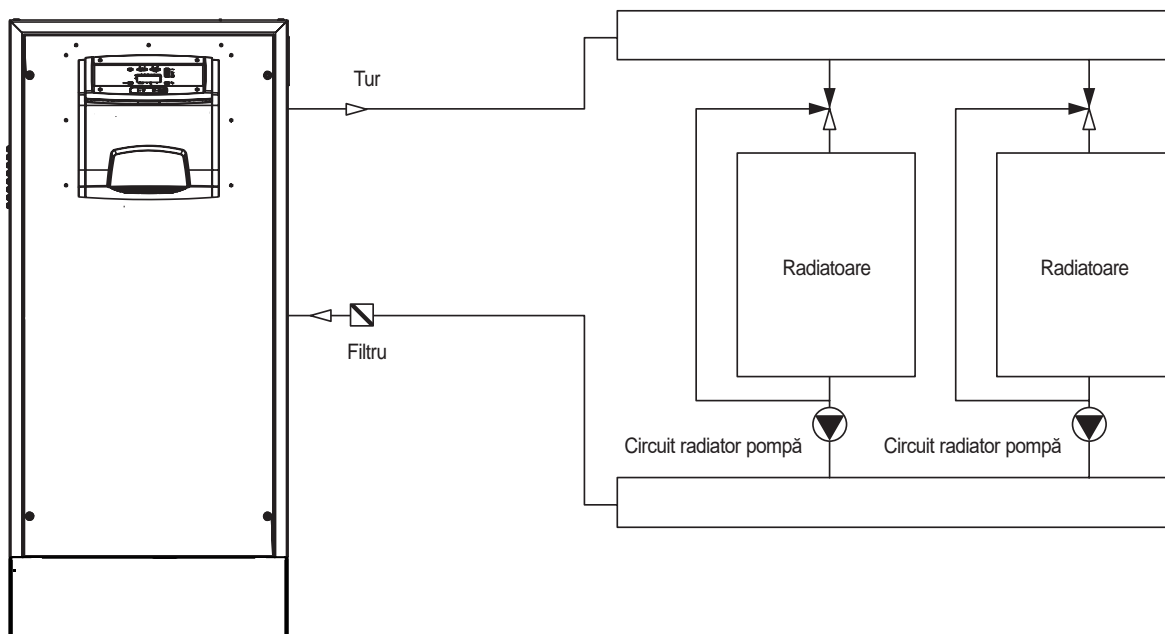 Tur
Radiatoare
Radiatoare
Filtru
Circuit radiator pompă
Circuit radiator pompă